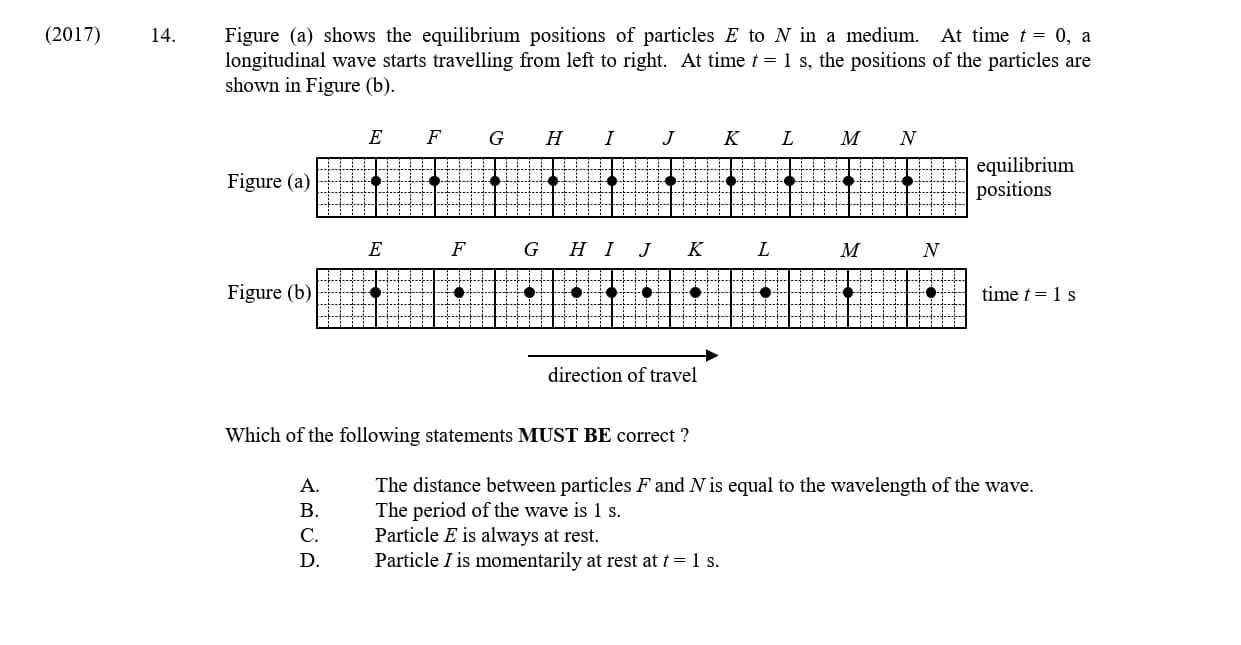 (2017) 14. Figure (a) shows the equilibrium positions of particles E to N in a medium. At time t = 0, a
longitudinal wave starts travelling from left to right. At time t = 1 s, the positions of the particles are
shown in Figure (b).
E F G H I J K L M N
Figure (a) equilibrium
positions
E F G H I J K L M N
Figure (b) time t = 1 s
direction of travel
Which of the following statements MUST BE correct ?
A. The distance between particles F and N is equal to the wavelength of the wave.
B. The period of the wave is 1 s.
C. Particle E is always at rest.
D. Particle I is momentarily at rest at t = 1 s.